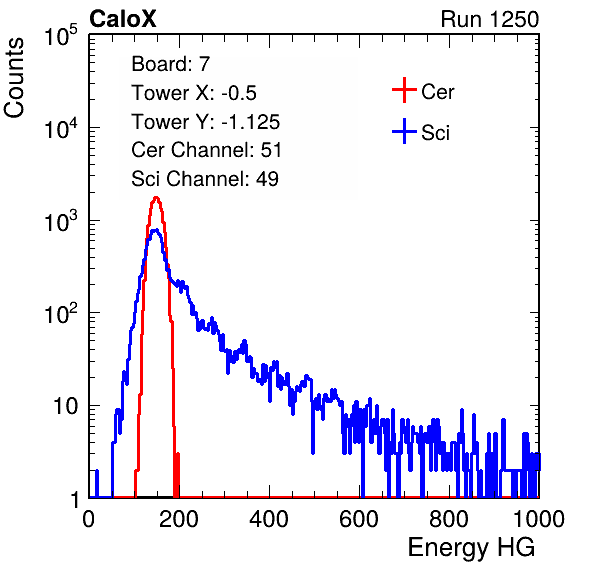 CaloX Run 1250
Counts
Board: 7
Tower X: -0.5
Tower Y: -1.125
Cer Channel: 51
Sci Channel: 49
Cer
Sci
10^5
10^4
10^3
10^2
10
1
0 200 400 600 800 1000
Energy HG